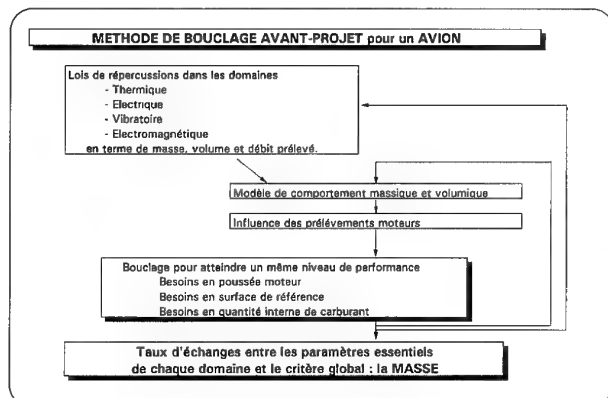 METHODE DE BOUCLAGE AVANT-PROJET pour un AVION
Lois de répercussions dans les domaines
- Thermique
- Electrique
- Vibratoire
- Electromagnétique
en terme de masse, volume et débit prélevé.
Modèle de comportement massique et volumique
Influence des prélévements moteurs
Bouclage pour atteindre un même niveau de performance
Besoins en poussée moteur
Besoins en surface de référence
Besoins en quantité interne de carburant
Taux d'échanges entre les paramètres essentiels
de chaque domaine et le critère global : la MASSE